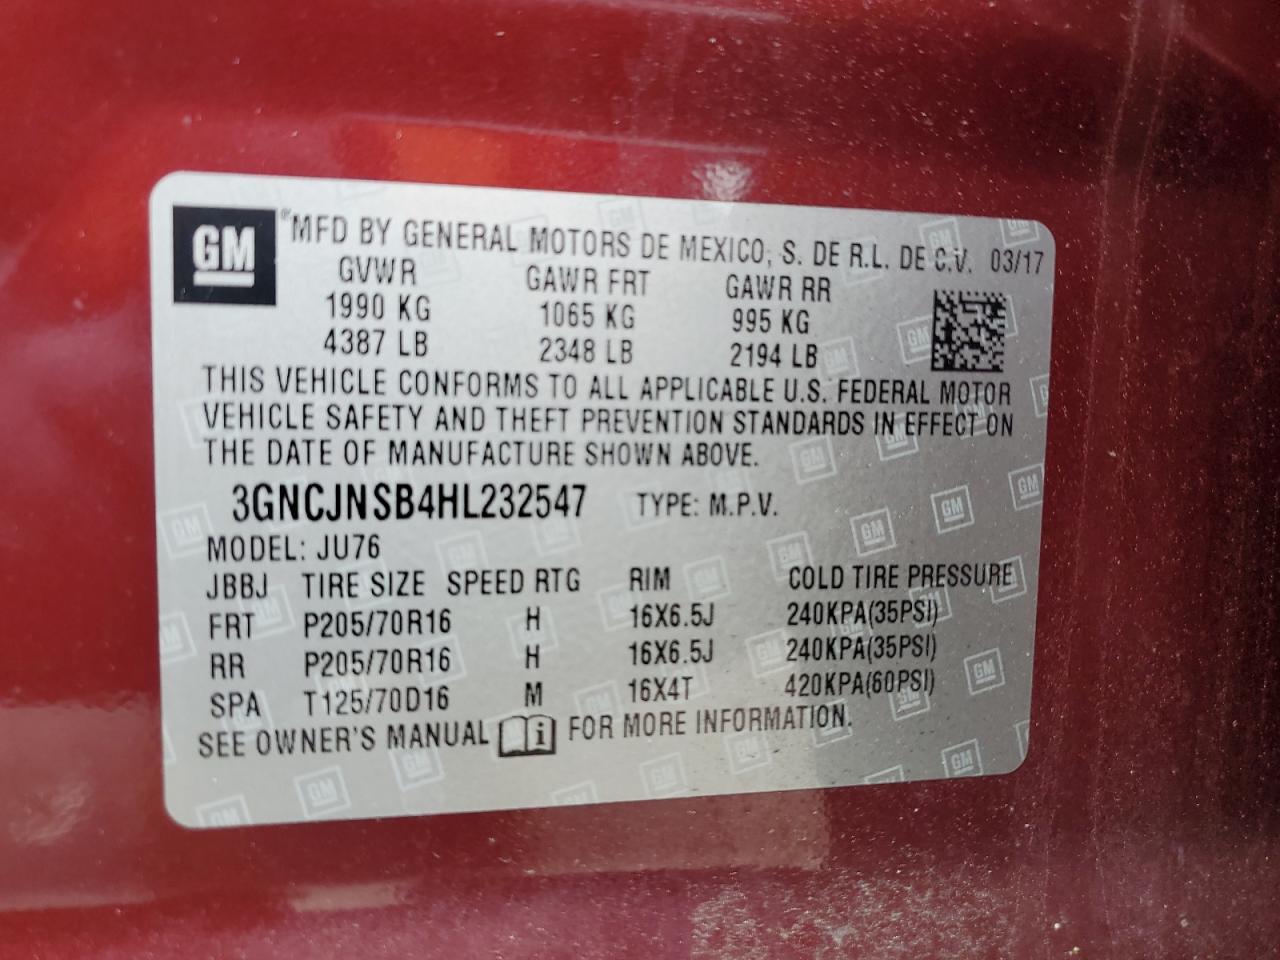 GM ® MFD BY GENERAL MOTORS DE MEXICO, S. DE R.L. DE C.V. 03/17
GVWR GAWR FRT GAWR RR
1990 KG 1065 KG 995 KG
4387 LB 2348 LB 2194 LB
THIS VEHICLE CONFORMS TO ALL APPLICABLE U.S. FEDERAL MOTOR
VEHICLE SAFETY AND THEFT PREVENTION STANDARDS IN EFFECT ON
THE DATE OF MANUFACTURE SHOWN ABOVE.
3GNCJNSB4HL232547 TYPE: M.P.V.
MODEL: JU76
JBBJ TIRE SIZE SPEED RTG RIM COLD TIRE PRESSURE
FRT P205/70R16 H 16X6.5J 240KPA(35PSI)
RR P205/70R16 H 16X6.5J 240KPA(35PSI)
SPA T125/70D16 M 16X4T 420KPA(60PSI)
SEE OWNER'S MANUAL i FOR MORE INFORMATION.